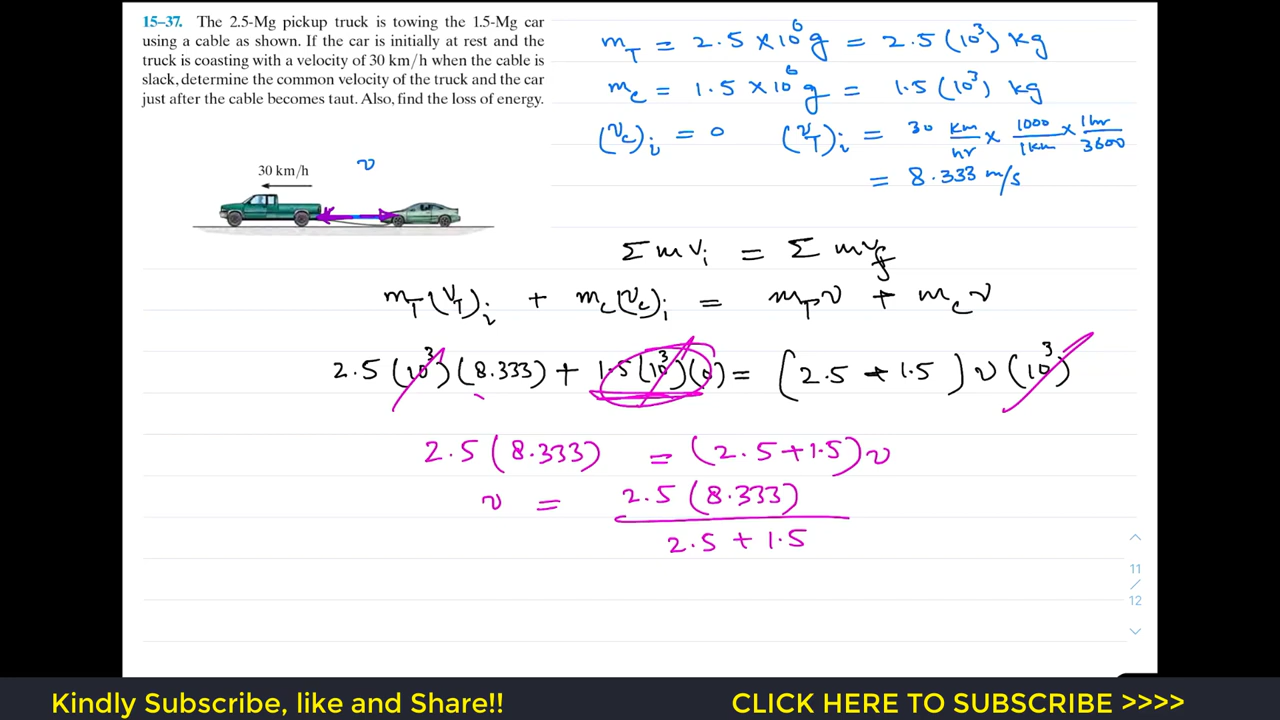 15–37. The 2.5-Mg pickup truck is towing the 1.5-Mg car
using a cable as shown. If the car is initially at rest and the
truck is coasting with a velocity of 30 km/h when the cable is
slack, determine the common velocity of the truck and the car
just after the cable becomes taut. Also, find the loss of energy.
30 km/h
v
m_T = 2.5 × 10^6 g = 2.5 (10^3) kg
m_c = 1.5 × 10^6 g = 1.5 (10^3) kg
(v_c)_i = 0 (v_T)_i = 30 km/hr × 1000/1km × 1hr/3600
= 8.333 m/s
Σ m v_i = Σ m v_f
m_T (v_T)_i + m_c (v_c)_i = m_T v + m_c v
2.5 (10^3) (8.333) + 1.5 (10^3) (0) = (2.5 + 1.5) v (10^3)
2.5 (8.333) = (2.5 + 1.5) v
v = 2.5 (8.333) / 2.5 + 1.5
11
/
12
Kindly Subscribe, like and Share!!
CLICK HERE TO SUBSCRIBE >>>>